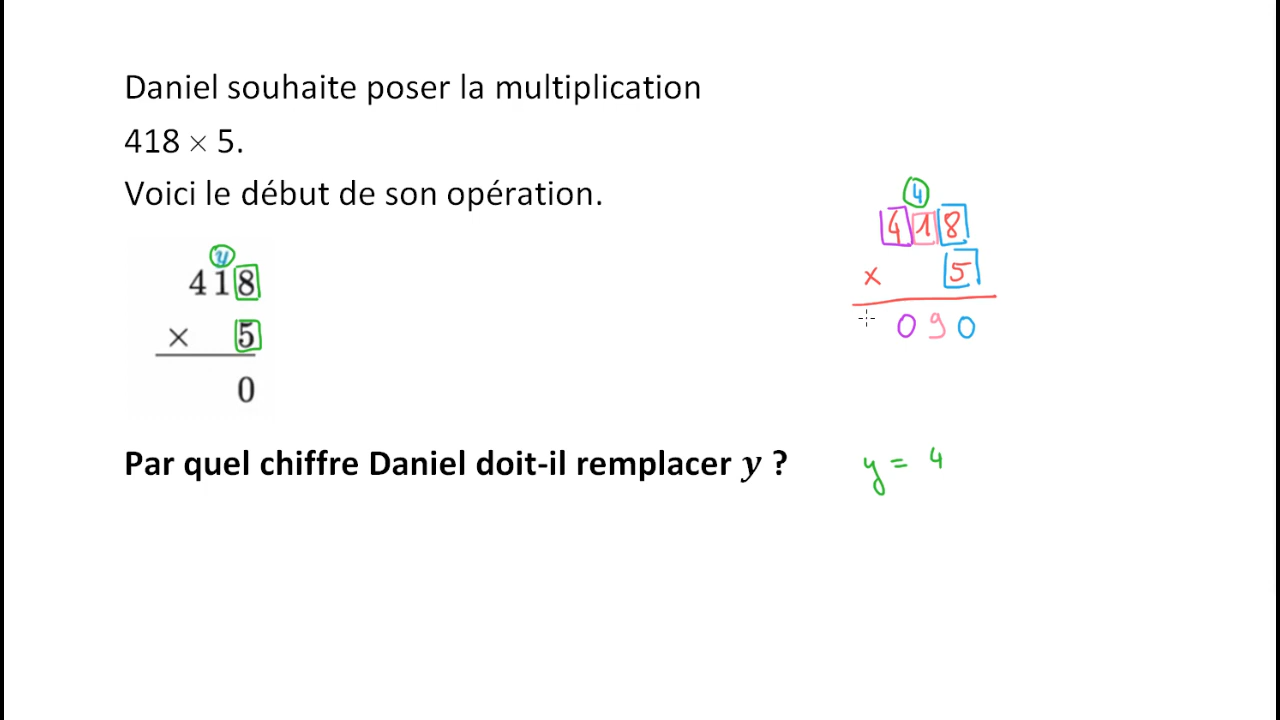 Daniel souhaite poser la multiplication
418 × 5.
Voici le début de son opération.
y
418
× 5
0
4
418
× 5
090
Par quel chiffre Daniel doit-il remplacer y ?
y = 4